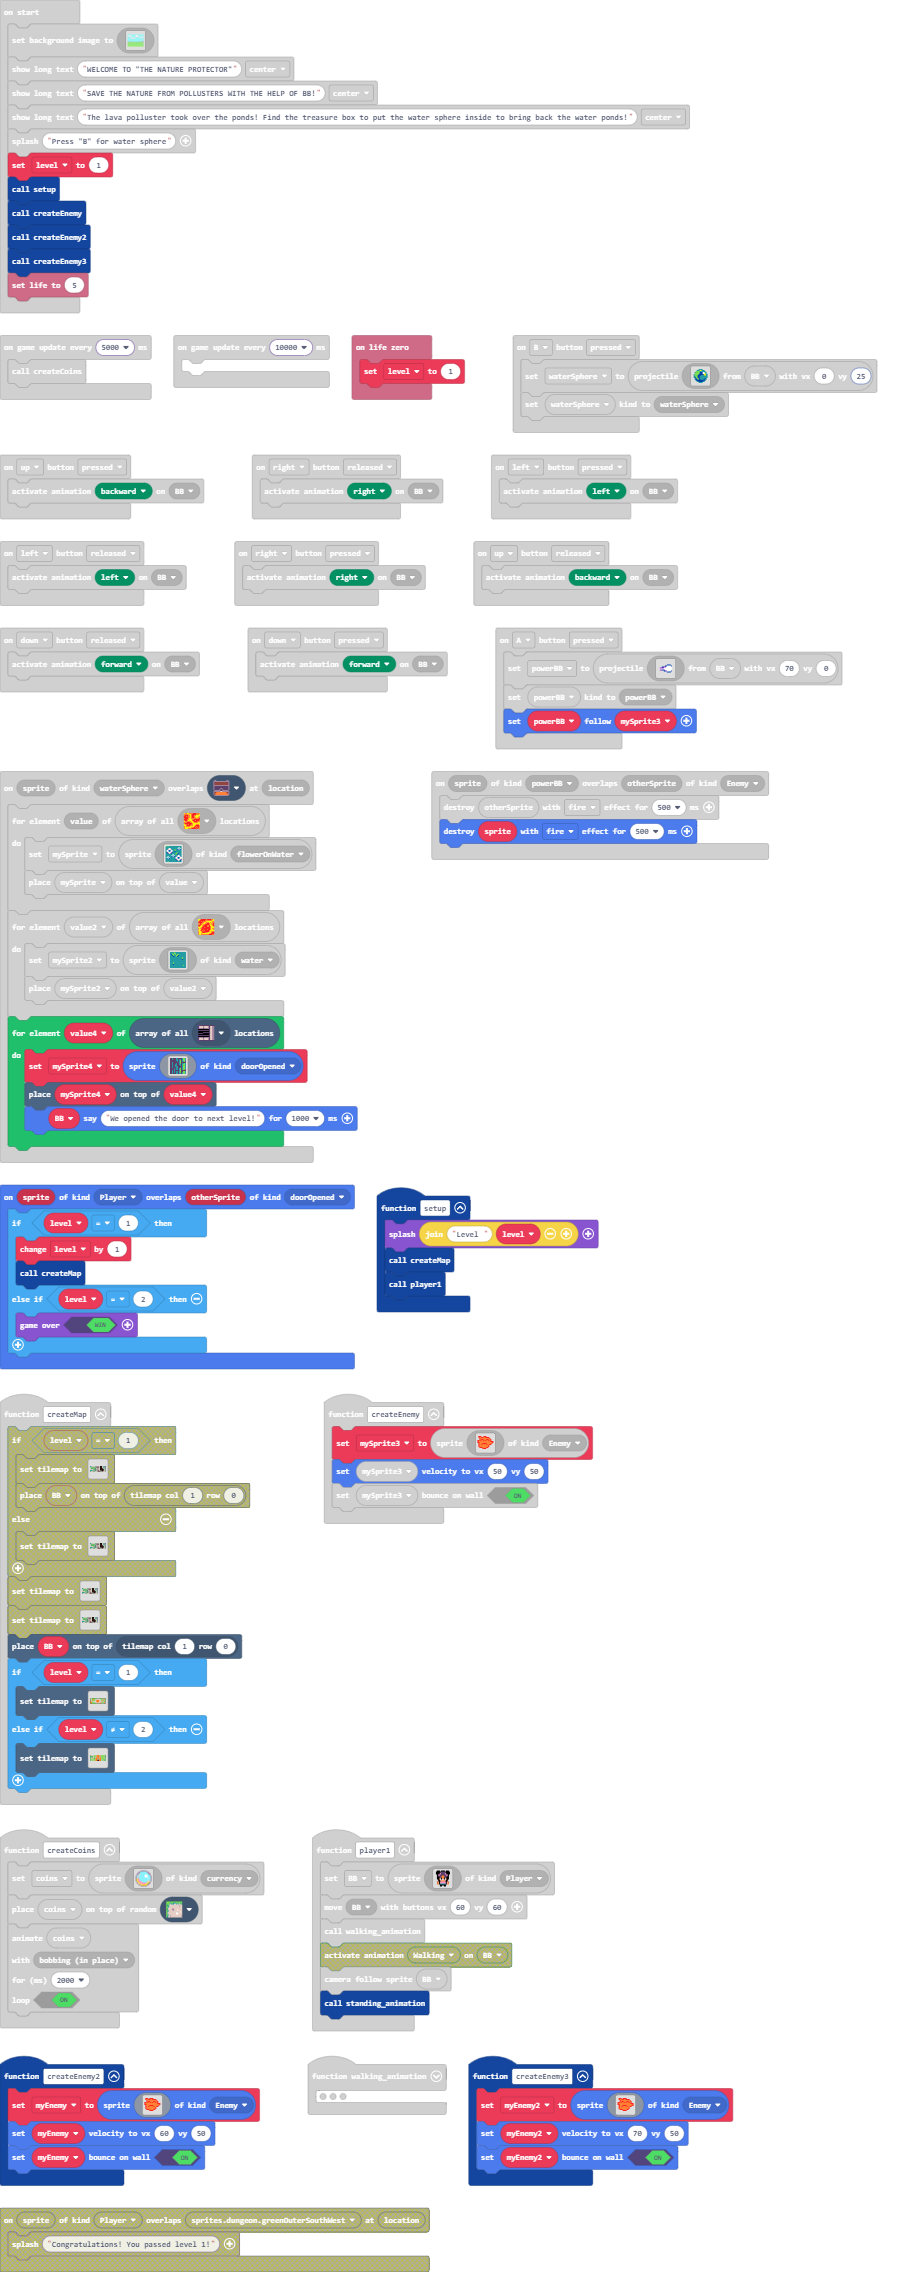 on start
set background image to
show long text "WELCOME TO "THE NATURE PROTECTOR"" center
show long text "SAVE THE NATURE FROM POLLUSTERS WITH THE HELP OF BB!" center
show long text "The lava polluster took over the ponds! Find the treasure box to put the water sphere inside to bring back the water ponds!" center
splash "Press "B" for water sphere"
set level to 1
call setup
call createEnemy
call createEnemy2
call createEnemy3
set life to 5
on game update every 5000 ms
call createCoins
on game update every 10000 ms
on life zero
set level to 1
on B button pressed
set waterSphere to projectile from BB with vx 0 vy 25
set waterSphere kind to waterSphere
on up button pressed
activate animation backward on BB
on right button released
activate animation right on BB
on left button pressed
activate animation left on BB
on left button released
activate animation left on BB
on right button pressed
activate animation right on BB
on up button released
activate animation backward on BB
on down button released
activate animation forward on BB
on down button pressed
activate animation forward on BB
on A button pressed
set powerBB to projectile from BB with vx 70 vy 0
set powerBB kind to powerBB
set powerBB follow mySprite3
on sprite of kind waterSphere overlaps at location
for element value of array of all locations
do
set mySprite to sprite of kind flowerOnWater
place mySprite on top of value
for element value2 of array of all locations
do
set mySprite2 to sprite of kind water
place mySprite2 on top of value2
for element value4 of array of all locations
do
set mySprite4 to sprite of kind doorOpened
place mySprite4 on top of value4
BB say "We opened the door to next level!" for 1000 ms
on sprite of kind powerBB overlaps otherSprite of kind Enemy
destroy otherSprite with fire effect for 500 ms
destroy sprite with fire effect for 500 ms
on sprite of kind Player overlaps otherSprite of kind doorOpened
if level = 1 then
change level by 1
call createMap
else if level = 2 then
game over WIN
function setup
splash join "Level " level
call createMap
call player1
function createMap
if level = 1 then
set tilemap to
place BB on top of tilemap col 1 row 0
else
set tilemap to
set tilemap to
set tilemap to
place BB on top of tilemap col 1 row 0
if level = 1 then
set tilemap to
else if level ≠ 2 then
set tilemap to
function createEnemy
set mySprite3 to sprite of kind Enemy
set mySprite3 velocity to vx 50 vy 50
set mySprite3 bounce on wall ON
function createCoins
set coins to sprite of kind currency
place coins on top of random
animate coins
with bobbing (in place)
for (ms) 2000
loop ON
function player1
set BB to sprite of kind Player
move BB with buttons vx 60 vy 60
call walking_animation
activate animation Walking on BB
camera follow sprite BB
call standing_animation
function createEnemy2
set myEnemy to sprite of kind Enemy
set myEnemy velocity to vx 60 vy 50
set myEnemy bounce on wall ON
function walking_animation
function createEnemy3
set myEnemy2 to sprite of kind Enemy
set myEnemy2 velocity to vx 70 vy 50
set myEnemy2 bounce on wall ON
on sprite of kind Player overlaps sprites.dungeon.greenOuterSouthWest at location
splash "Congratulations! You passed level 1!"